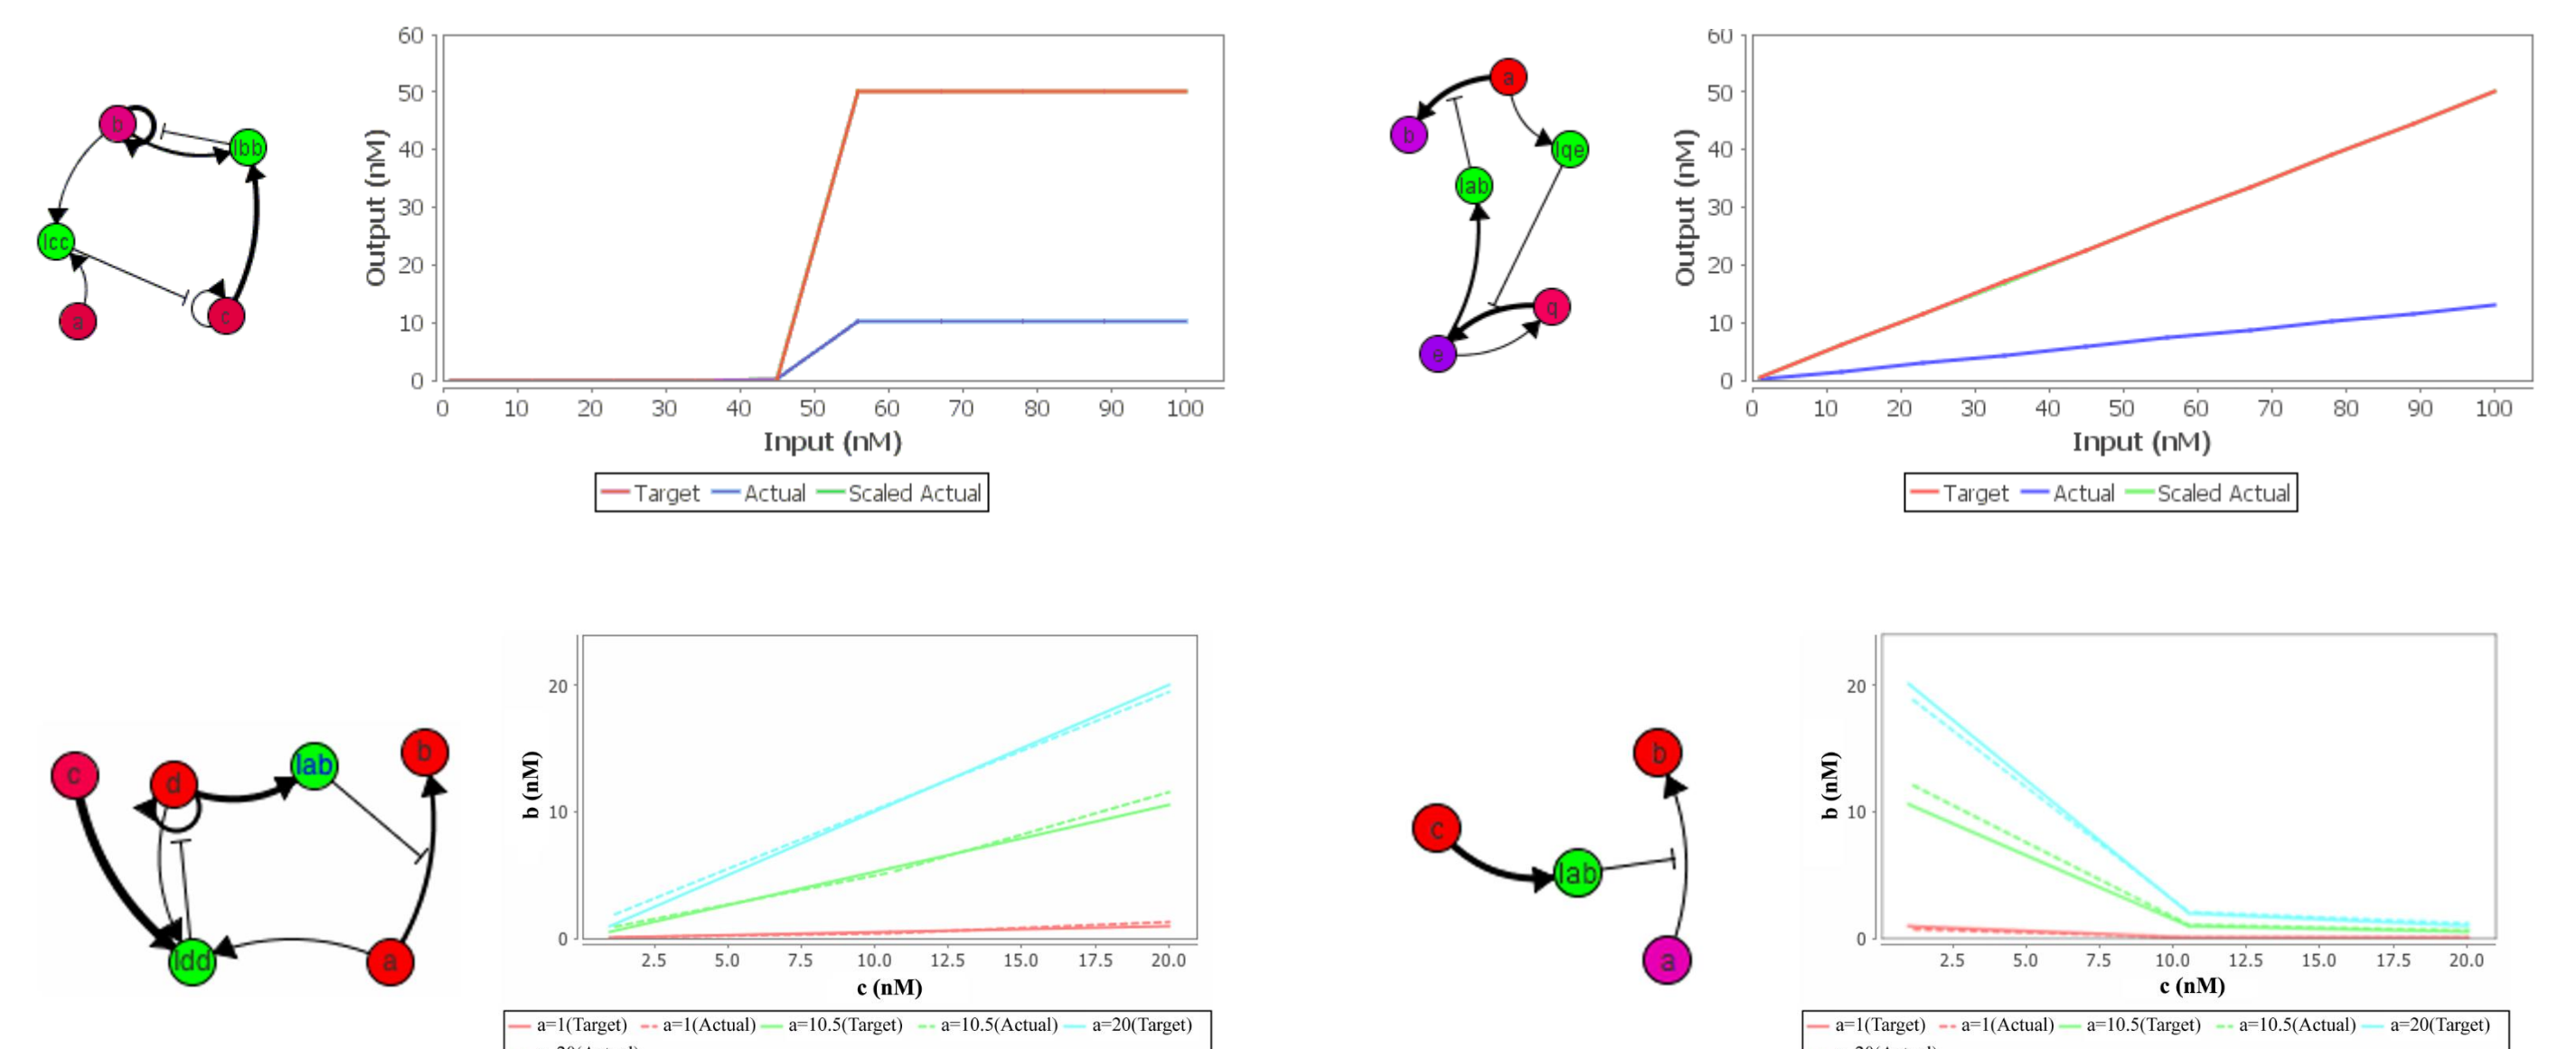 60
50
40
30
20
10
0
Output (nM)
0 10 20 30 40 50 60 70 80 90 100
Input (nM)
Target Actual Scaled Actual
b
Ibb
Icc
a
c
60
50
40
30
20
10
0
Output (nM)
0 10 20 30 40 50 60 70 80 90 100
Input (nM)
Target Actual Scaled Actual
a
b
Iqe
Iab
q
e
c
d
Iab
b
Idd
a
20
10
0
b (nM)
2.5 5.0 7.5 10.0 12.5 15.0 17.5 20.0
c (nM)
a=1(Target) a=1(Actual) a=10.5(Target) a=10.5(Actual) a=20(Target)
b
c
Iab
a
20
10
0
b (nM)
2.5 5.0 7.5 10.0 12.5 15.0 17.5 20.0
c (nM)
a=1(Target) a=1(Actual) a=10.5(Target) a=10.5(Actual) a=20(Target)